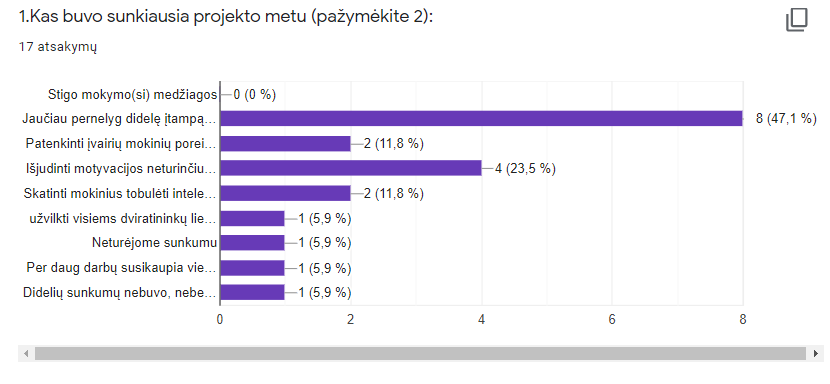 1.Kas buvo sunkiausia projekto metu (pažymėkite 2):
17 atsakymų
Stigo mokymo(si) medžiagos 0 (0 %)
Jaučiau pernelyg didelę įtampą… 8 (47,1 %)
Patenkinti įvairių mokinių porei… 2 (11,8 %)
Išjudinti motyvacijos neturinčiu… 4 (23,5 %)
Skatinti mokinius tobulėti intele… 2 (11,8 %)
užvilkti visiems dviratininkų lie… 1 (5,9 %)
Neturėjome sunkumu 1 (5,9 %)
Per daug darbų susikaupia vie… 1 (5,9 %)
Didelių sunkumų nebuvo, nebe… 1 (5,9 %)
0 2 4 6 8